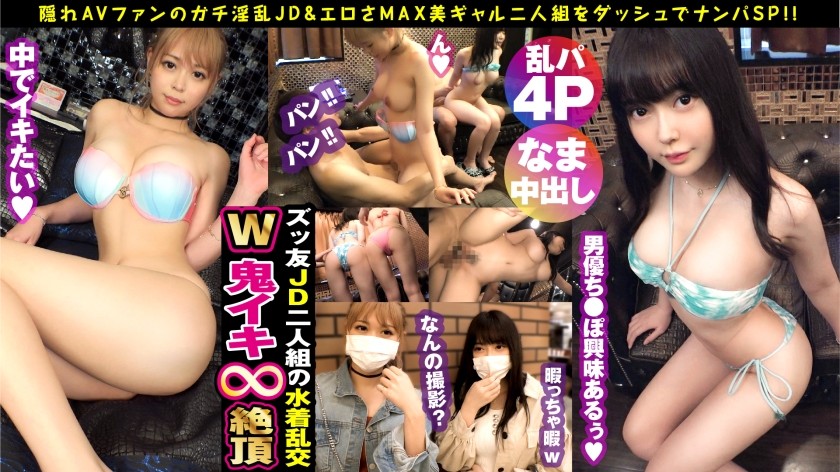 隠れAVファンのガチ淫乱JD&エロさMAX美ギャル二人組をダッシュでナンパSP!!
中でイキたい♥
パン!!
パン!!
ん♥
乱パ
4P
なま
中出し
男優ち●ぽ興味あるぅ♥
ズッ友JD二人組の水着乱交
W鬼イキ∞絶頂
なんの撮影?
暇っちゃ暇w